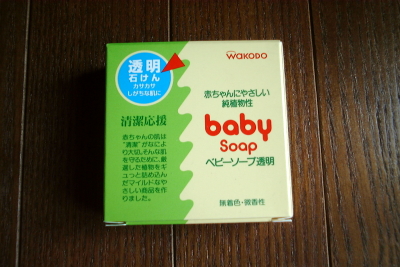 透明
石けん
カサカサ
しがちな肌に
wakodo
赤ちゃんにやさしい
純植物性
baby
Soap
ベビーソープ透明
無着色・微香性
清潔応援
赤ちゃんの肌は
"清潔"がなによ
り大切。そんな肌
を守るために、厳
選した植物をギ
ュっと詰め込ん
だマイルドなや
さしい商品を作
りました。